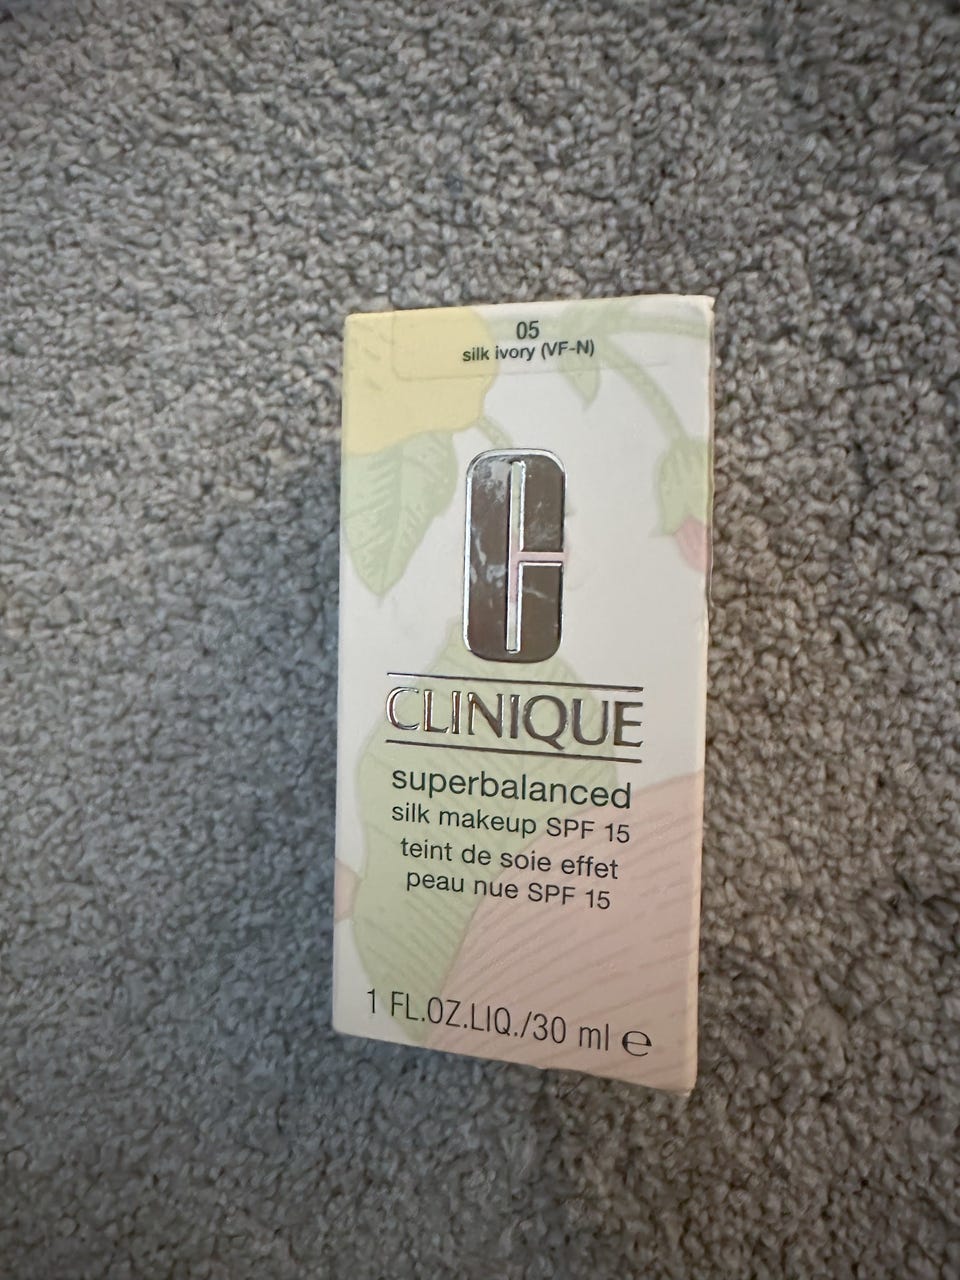 05
silk ivory (VF-N)
CLINIQUE
superbalanced
silk makeup SPF 15
teint de soie effet
peau nue SPF 15
1 FL.OZ.LIQ./30 ml ℮